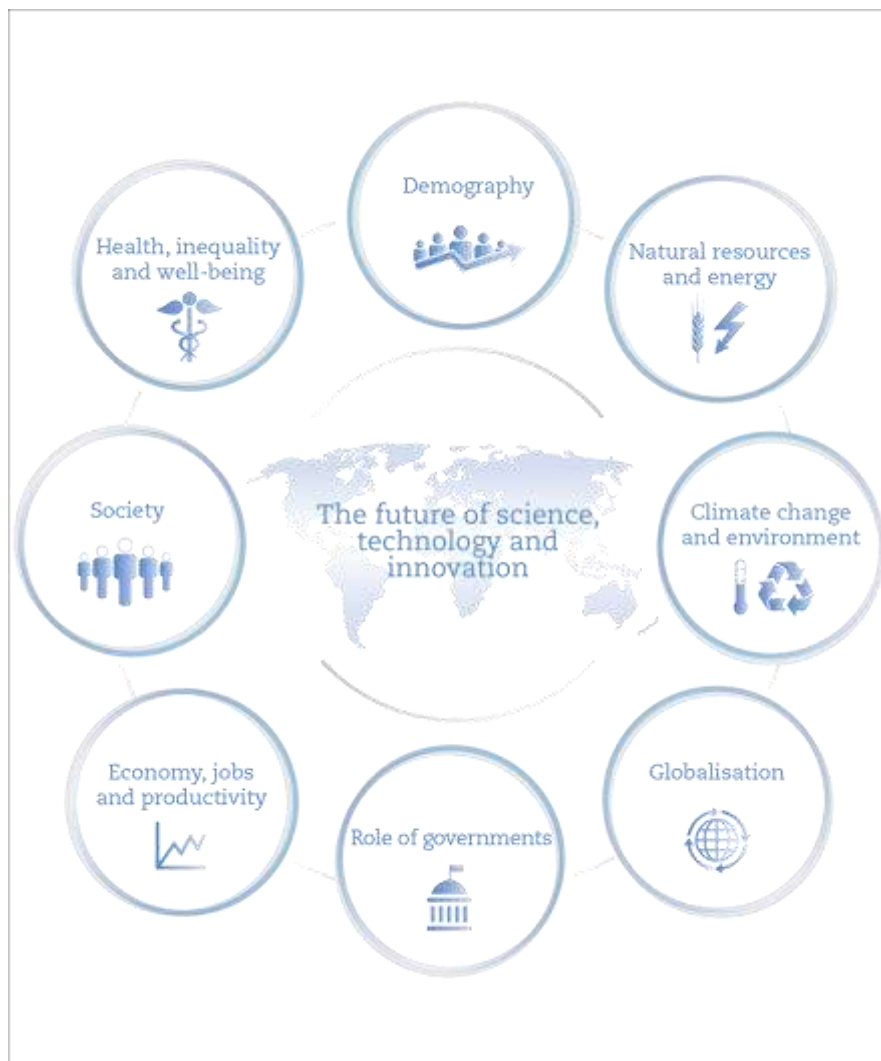 Demography
Health, inequality
and well-being
Natural resources
and energy
Society
The future of science,
technology and
innovation
Climate change
and environment
Economy, jobs
and productivity
Role of governments
Globalisation